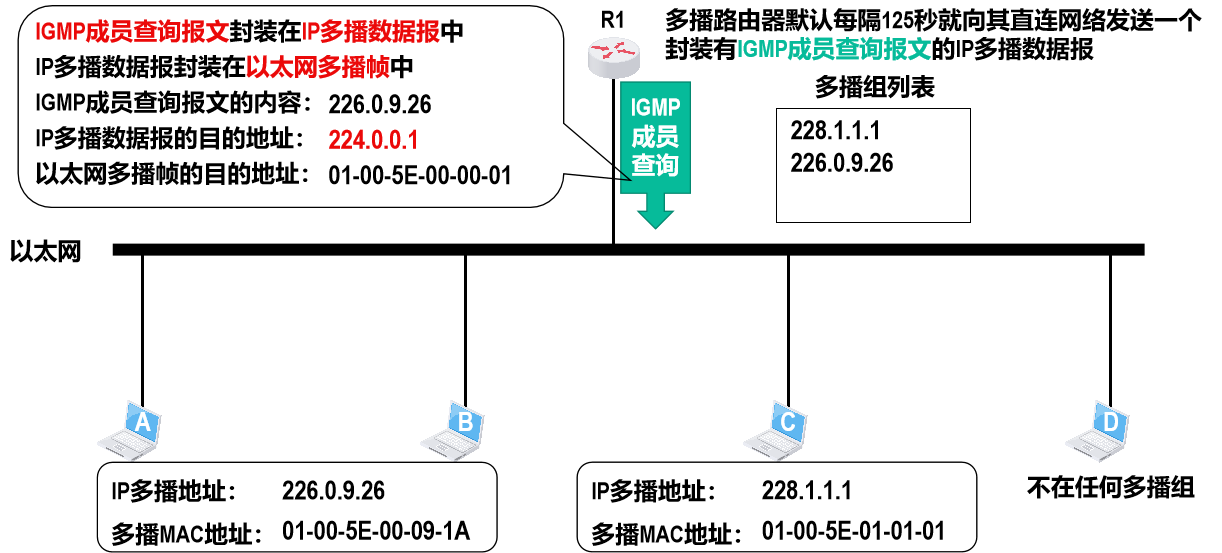 IGMP成员查询报文封装在IP多播数据报中
IP多播数据报封装在以太网多播帧中
IGMP成员查询报文的内容：226.0.9.26
IP多播数据报的目的地址：224.0.0.1
以太网多播帧的目的地址：01-00-5E-00-00-01
R1
多播路由器默认每隔125秒就向其直连网络发送一个
封装有IGMP成员查询报文的IP多播数据报
IGMP
成员
查询
多播组列表
228.1.1.1
226.0.9.26
以太网
A
B
C
D
IP多播地址： 226.0.9.26
多播MAC地址： 01-00-5E-00-09-1A
IP多播地址： 228.1.1.1
多播MAC地址： 01-00-5E-01-01-01
不在任何多播组